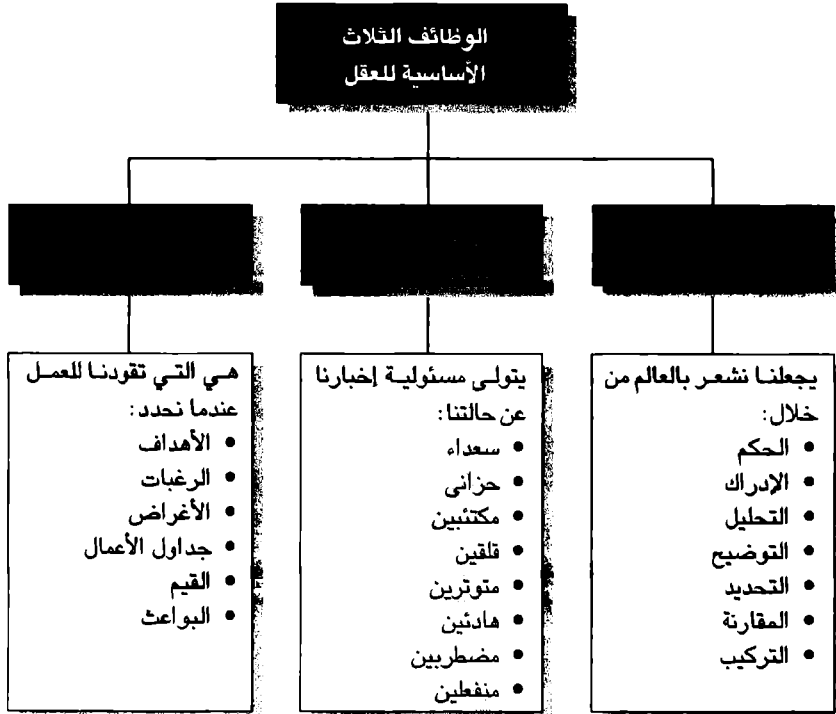 الوظائف الثلاث
الأساسية للعقل
يجعلنا نشعر بالعالم من
خلال:
• الحكم
• الإدراك
• التحليل
• التوضيح
• التحديد
• المقارنة
• التركيب
يتولى مسئولية إخبارنا
عن حالتنا:
• سعداء
• حزانى
• مكتئبين
• قلقين
• متوترين
• هادئين
• مضطربين
• منفعلين
هي التي تقودنا للعمل
عندما نحدد:
• الأهداف
• الرغبات
• الأغراض
• جداول الأعمال
• القيم
• البواعث